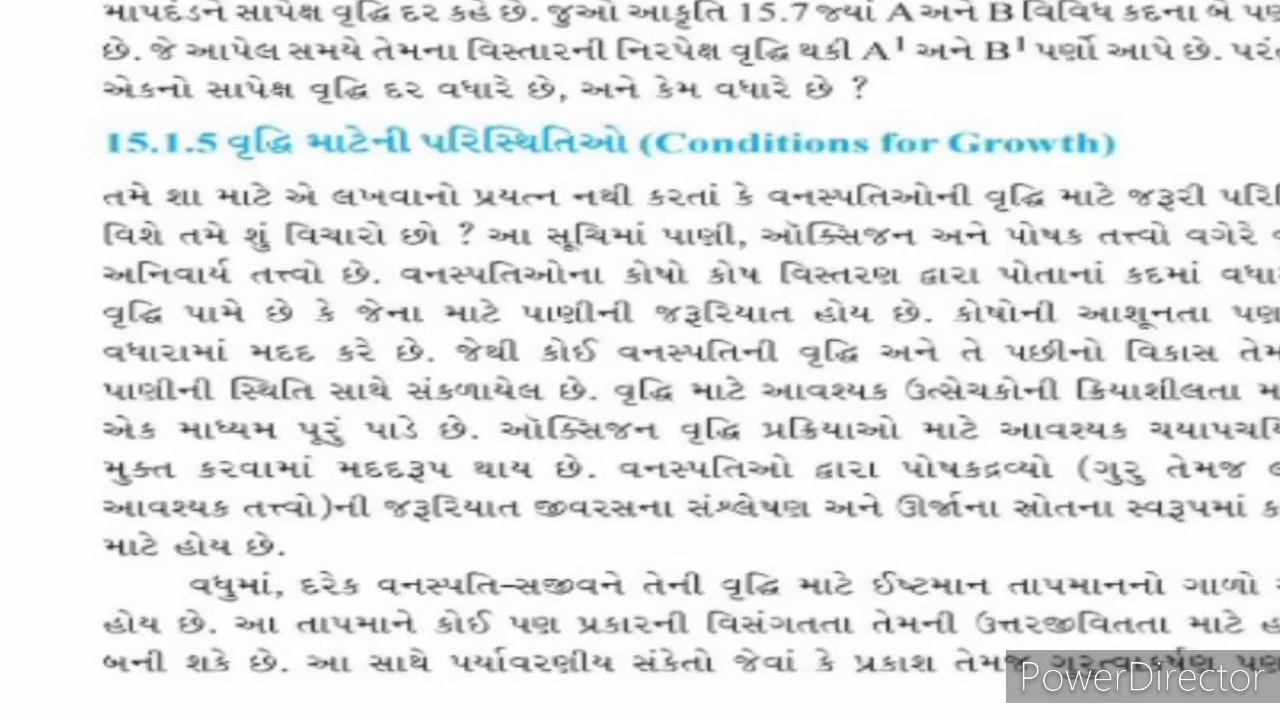 માપદંડને સાપેક્ષ વૃદ્ધિ દર કહે છે. જુઓ આકૃતિ 15.7 જ્યાં A અને B વિવિધ કદના બે
છે. જે આપેલ સમયે તેમના વિસ્તારની નિરપેક્ષ વૃદ્ધિ થકી A¹ અને B¹ પર્ણો આપે છે.
એકનો સાપેક્ષ વૃદ્ધિ દર વધારે છે, અને કેમ વધારે છે ?
15.1.5 વૃદ્ધિ માટેની પરિસ્થિતિઓ (Conditions for Growth)
તમે શા માટે એ લખવાનો પ્રયત્ન નથી કરતાં કે વનસ્પતિઓની વૃદ્ધિ માટે જરૂરી
વિશે તમે શું વિચારો છો ? આ સૂચિમાં પાણી, ઑક્સિજન અને પોષક તત્ત્વો વગેરે
અનિવાર્ય તત્ત્વો છે. વનસ્પતિઓના કોષો કોષ વિસ્તરણ દ્વારા પોતાનાં કદમાં
વૃદ્ધિ પામે છે કે જેના માટે પાણીની જરૂરિયાત હોય છે. કોષોની આશૂનતા પણ
વધારામાં મદદ કરે છે. જેથી કોઈ વનસ્પતિની વૃદ્ધિ અને તે પછીનો વિકાસ
પાણીની સ્થિતિ સાથે સંકળાયેલ છે. વૃદ્ધિ માટે આવશ્યક ઉત્સેચકોની ક્રિયાશીલતા
એક માધ્યમ પૂરું પાડે છે. ઑક્સિજન વૃદ્ધિ પ્રક્રિયાઓ માટે આવશ્યક
મુક્ત કરવામાં મદદરૂપ થાય છે. વનસ્પતિઓ દ્વારા પોષકદ્રવ્યો (ગુરુ તેમજ
આવશ્યક તત્ત્વો)ની જરૂરિયાત જીવરસના સંશ્લેષણ અને ઊર્જાના સ્રોતના સ્વરૂપમાં
માટે હોય છે.
વધુમાં, દરેક વનસ્પતિ-સજીવને તેની વૃદ્ધિ માટે ઈષ્ટમાન તાપમાનનો ગાળો
હોય છે. આ તાપમાને કોઈ પણ પ્રકારની વિસંગતતા તેમની ઉત્તરજીવિતતા માટે
બની શકે છે. આ સાથે પર્યાવરણીય સંકેતો જેવાં કે પ્રકાશ તેમજ ગુરુત્વાકર્ષણ પણ
PowerDirector